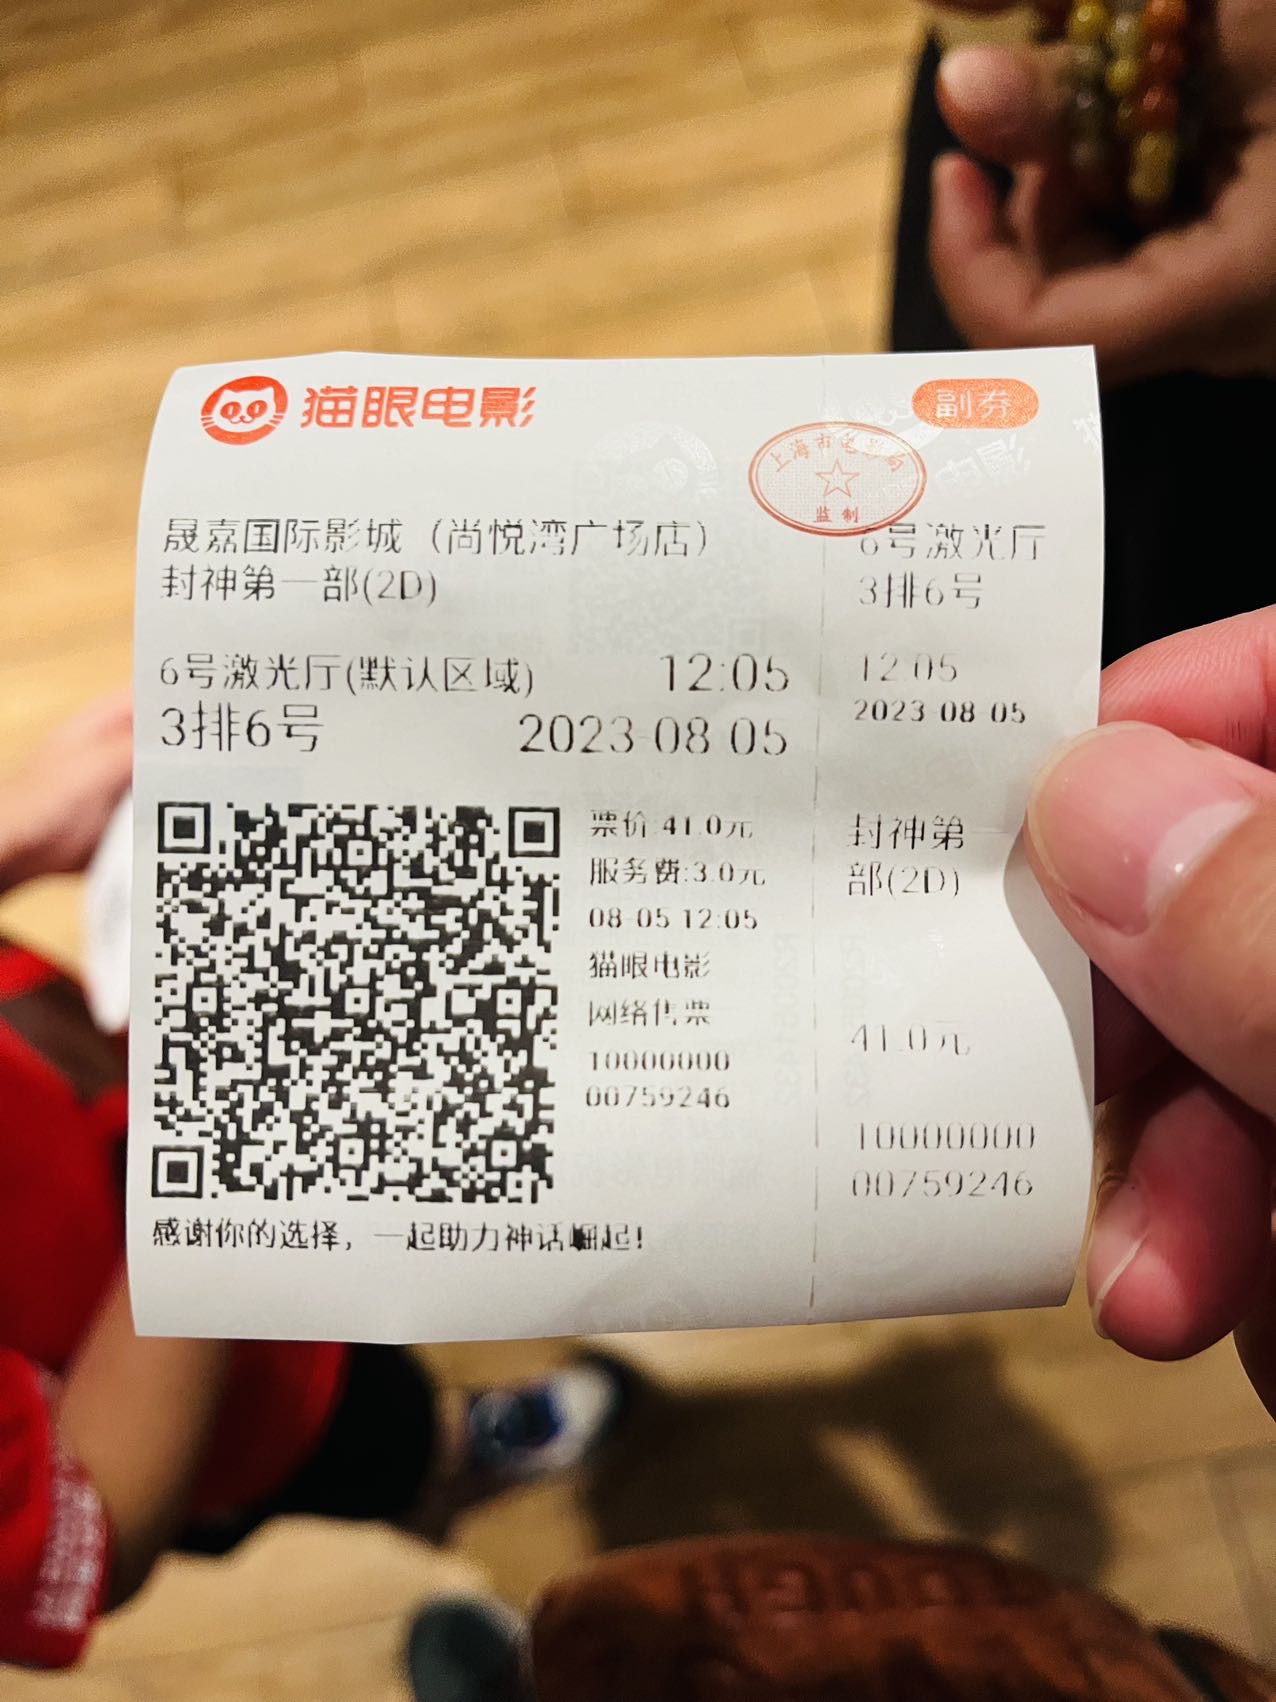 猫眼电影
副券
上海市电影局
监制
晟嘉国际影城（尚悦湾广场店）
封神第一部(2D)
6号激光厅(默认区域) 12:05
3排6号 2023-08-05
票价:41.0元
服务费:3.0元
08-05 12:05
猫眼电影
网络售票
10000000
00759246
感谢你的选择，一起助力神话崛起!
6号激光厅
3排6号
12:05
2023-08-05
封神第一
部(2D)
41.0元
10000000
00759246